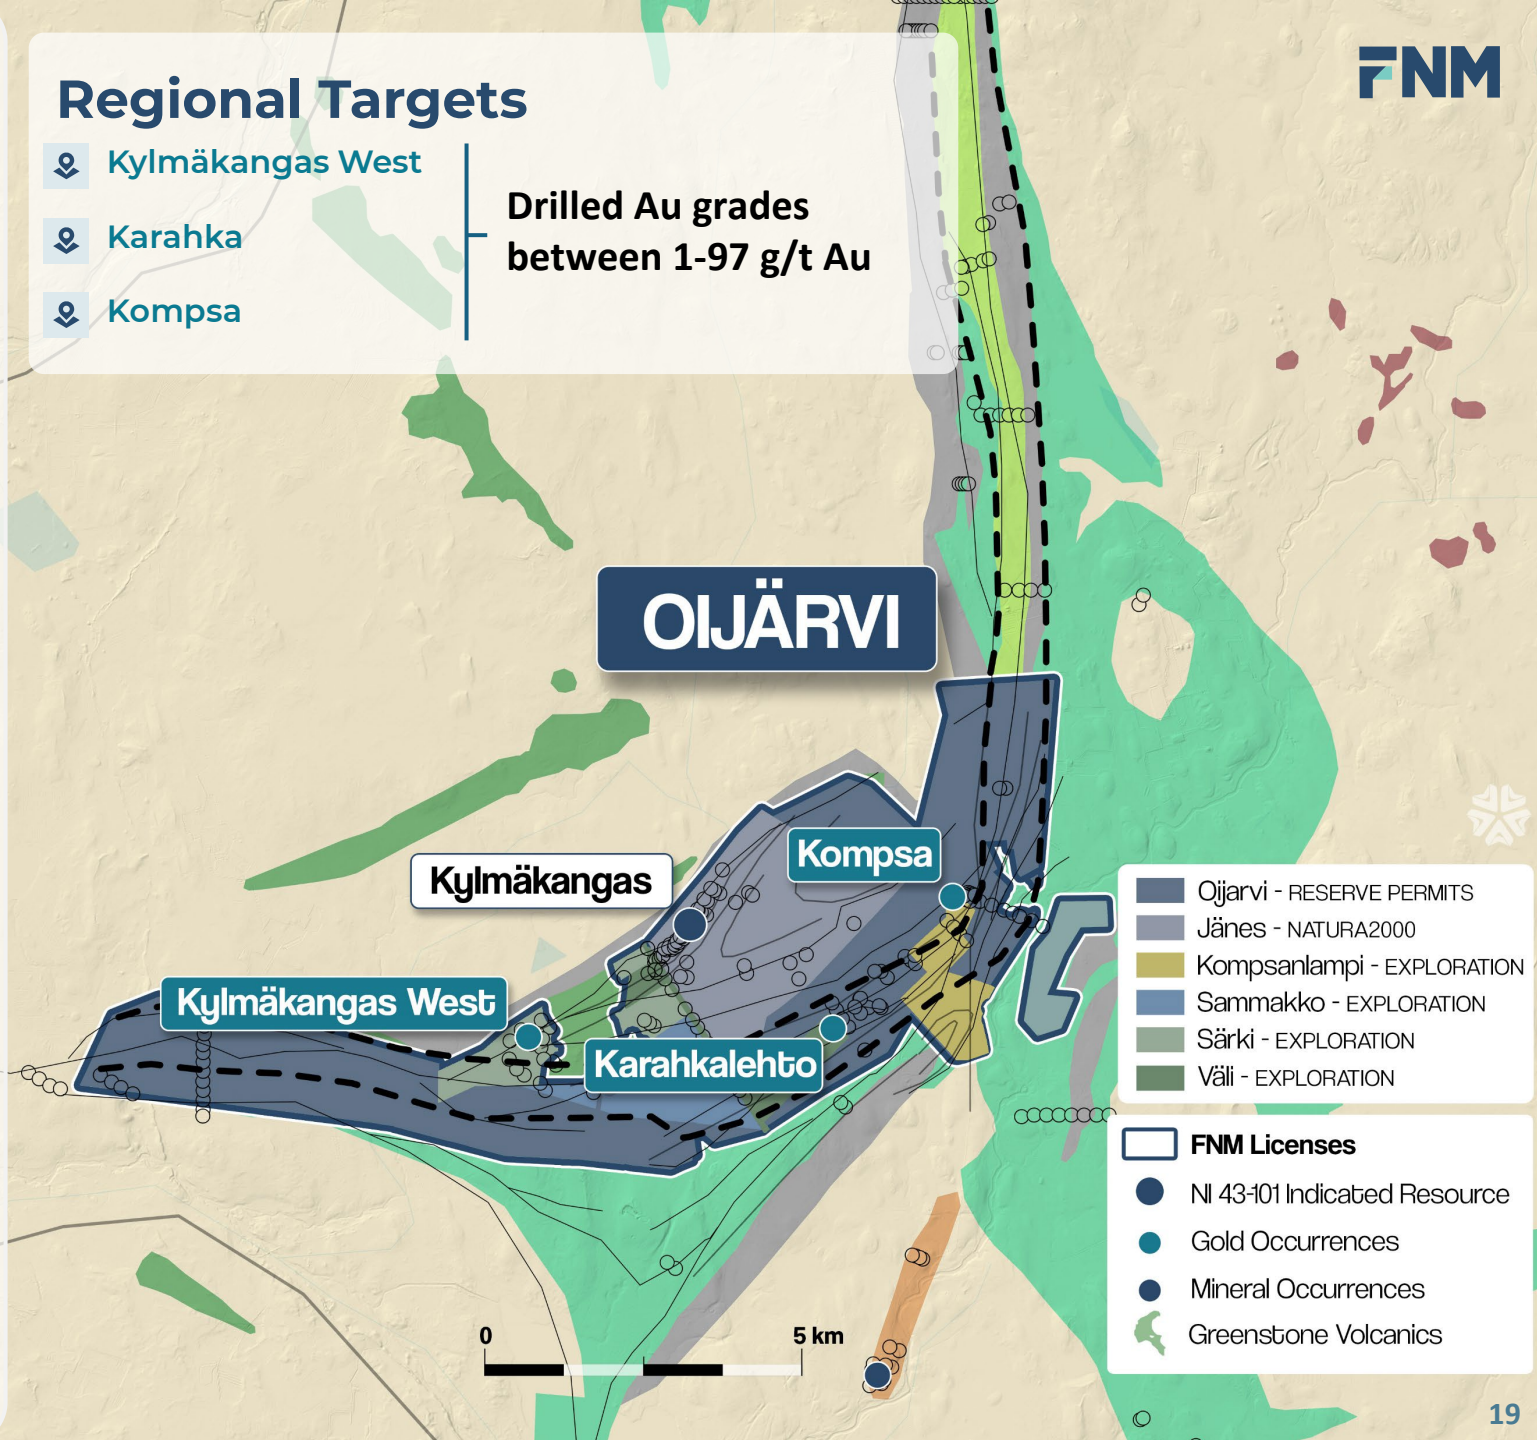 Regional Targets
FNM
Kylmäkangas West
Karahka
Kompsa
Drilled Au grades
between 1-97 g/t Au
OIJÄRVI
Kompsa
Kylmäkangas
Kylmäkangas West
Karahkalehto
Oijarvi - RESERVE PERMITS
Jänes - NATURA2000
Kompsanlampi - EXPLORATION
Sammakko - EXPLORATION
Särki - EXPLORATION
Väli - EXPLORATION
FNM Licenses
NI 43-101 Indicated Resource
Gold Occurrences
Mineral Occurrences
Greenstone Volcanics
0 5 km
19